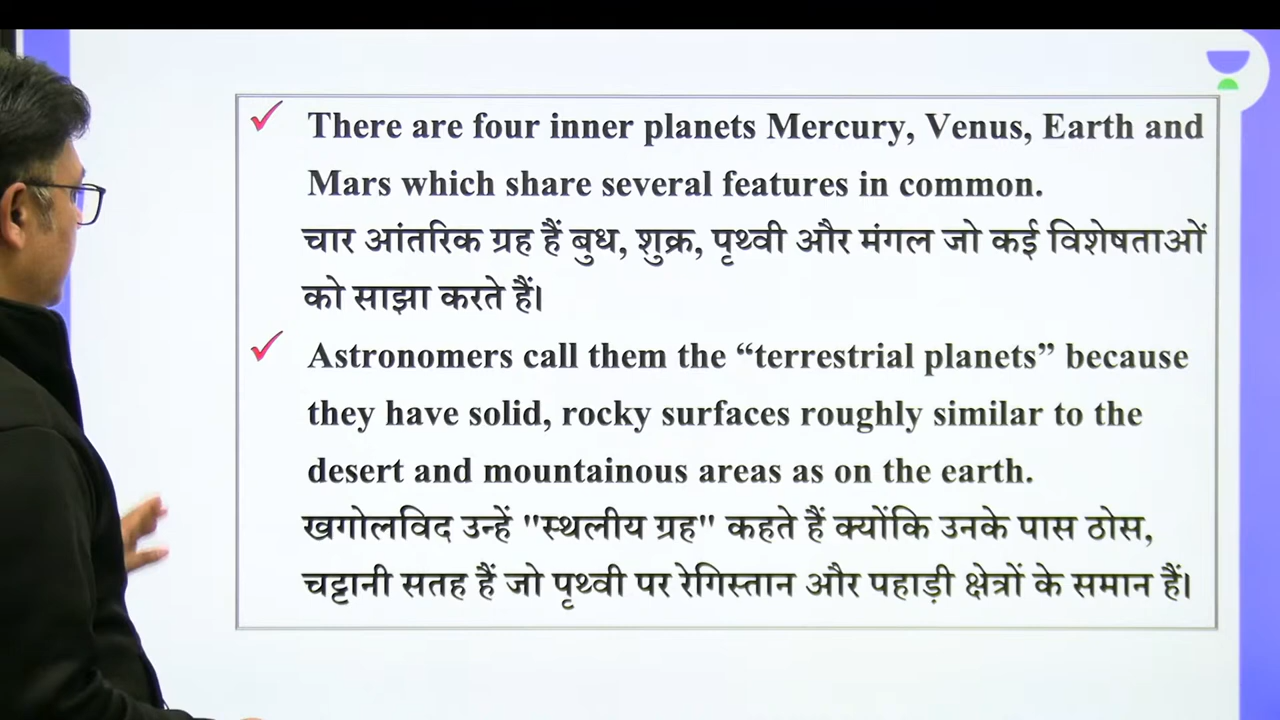 There are four inner planets Mercury, Venus, Earth and
Mars which share several features in common.
चार आंतरिक ग्रह हैं बुध, शुक्र, पृथ्वी और मंगल जो कई विशेषताओं
को साझा करते हैं।
Astronomers call them the “terrestrial planets” because
they have solid, rocky surfaces roughly similar to the
desert and mountainous areas as on the earth.
खगोलविद उन्हें "स्थलीय ग्रह" कहते हैं क्योंकि उनके पास ठोस,
चट्टानी सतह हैं जो पृथ्वी पर रेगिस्तान और पहाड़ी क्षेत्रों के समान हैं।